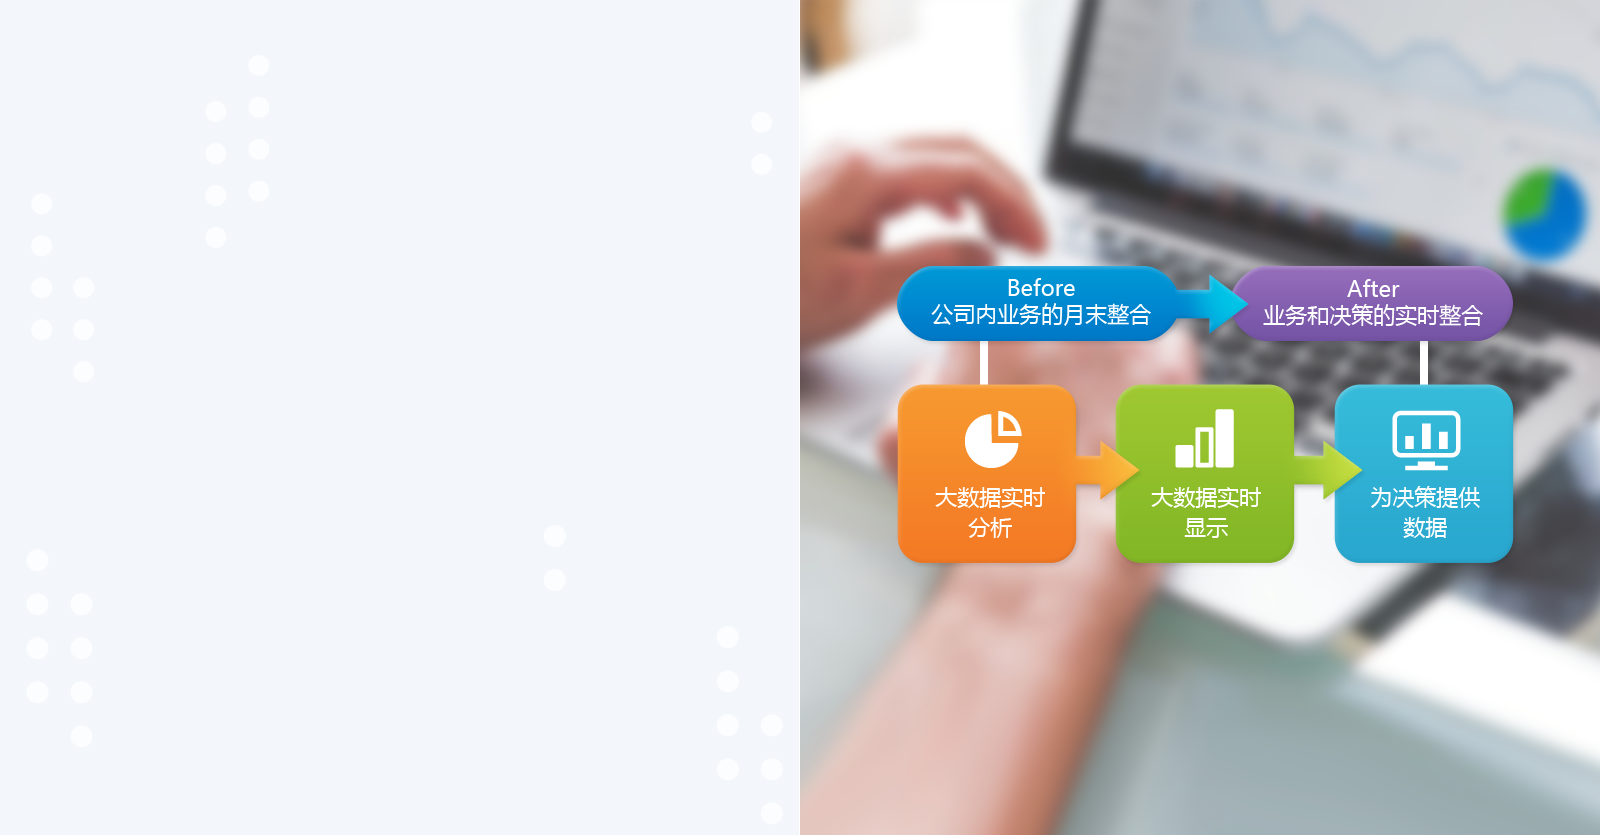 Before
公司内业务的月末整合
After
业务和决策的实时整合
大数据实时
分析
大数据实时
显示
为决策提供
数据